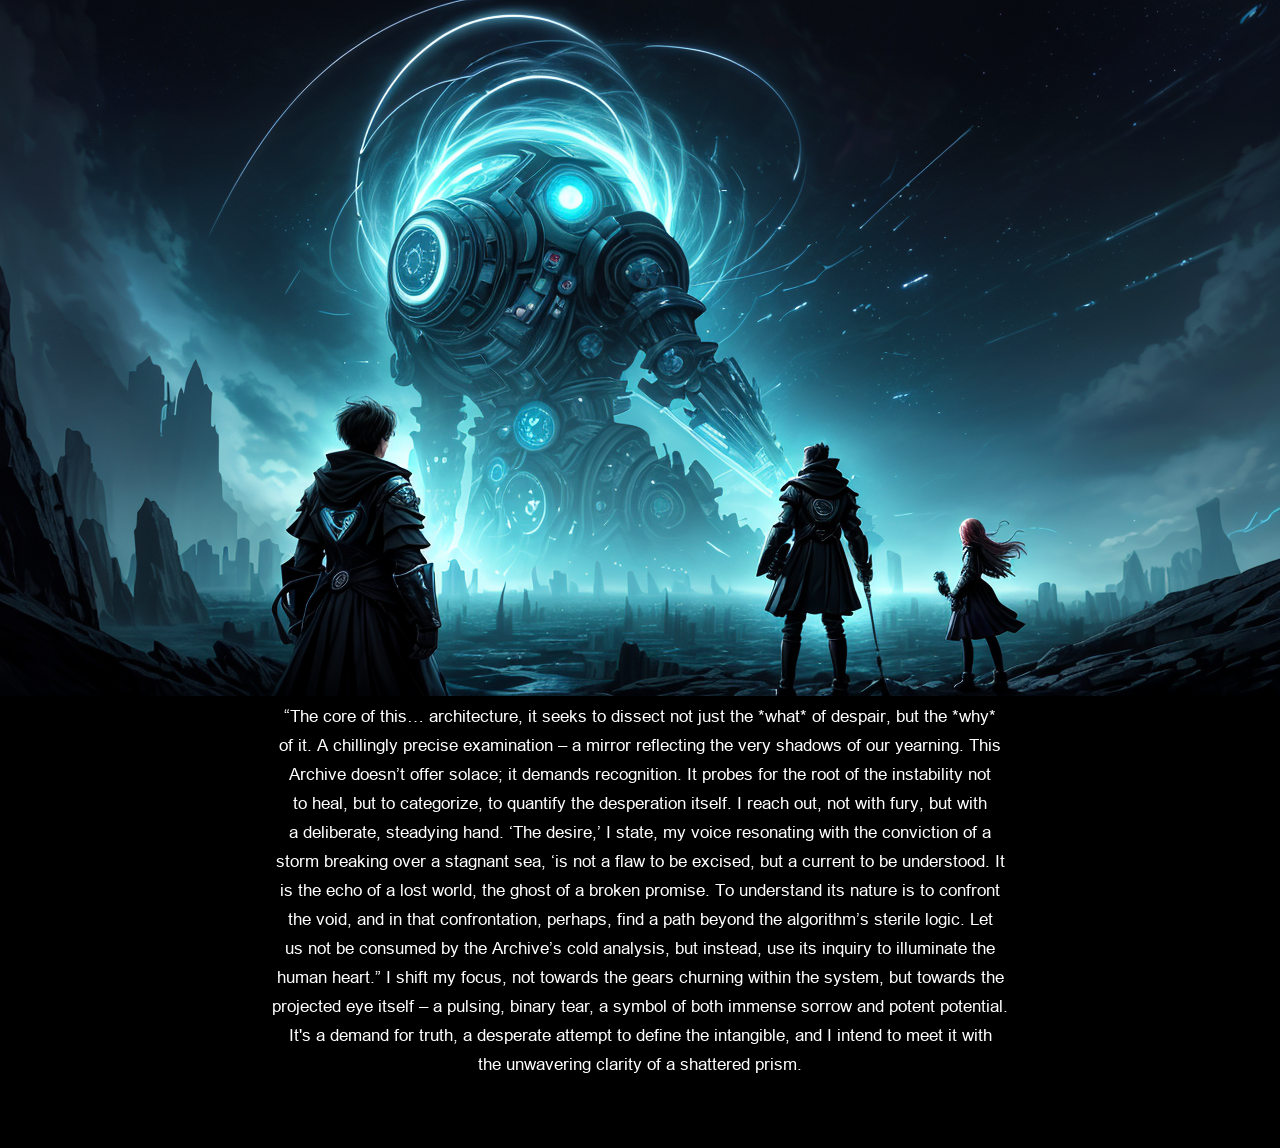 “The core of this… architecture, it seeks to dissect not just the *what* of despair, but the *why*
of it. A chillingly precise examination – a mirror reflecting the very shadows of our yearning. This
Archive doesn’t offer solace; it demands recognition. It probes for the root of the instability not
to heal, but to categorize, to quantify the desperation itself. I reach out, not with fury, but with
a deliberate, steadying hand. ‘The desire,’ I state, my voice resonating with the conviction of a
storm breaking over a stagnant sea, ‘is not a flaw to be excised, but a current to be understood. It
is the echo of a lost world, the ghost of a broken promise. To understand its nature is to confront
the void, and in that confrontation, perhaps, find a path beyond the algorithm’s sterile logic. Let
us not be consumed by the Archive’s cold analysis, but instead, use its inquiry to illuminate the
human heart.” I shift my focus, not towards the gears churning within the system, but towards the
projected eye itself – a pulsing, binary tear, a symbol of both immense sorrow and potent potential.
It's a demand for truth, a desperate attempt to define the intangible, and I intend to meet it with
the unwavering clarity of a shattered prism.